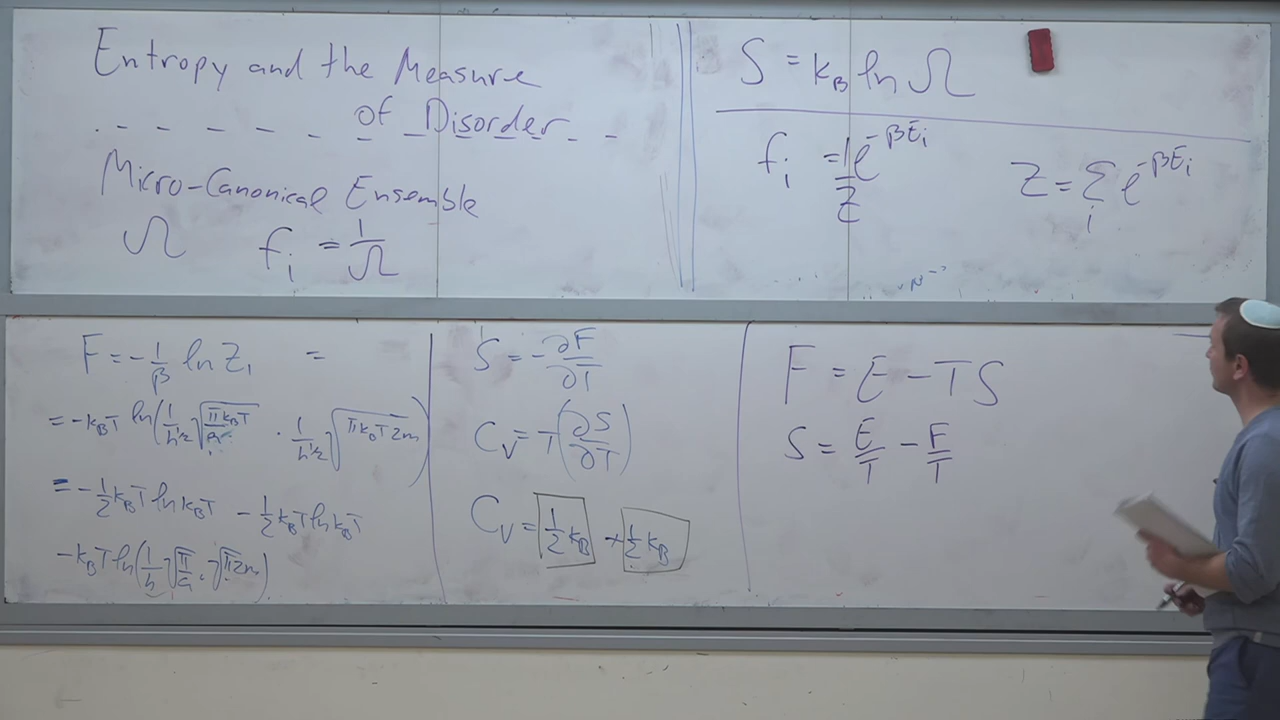 Entropy and the Measure
of Disorder
Micro-Canonical Ensemble
Ω f_i = 1/Ω
S = k_B ln Ω
f_i = 1/Z e^{-βE_i} Z = Σ_i e^{-βE_i}
F = -1/β ln Z_1 =
= -k_BT ln(1/h^{1/2} √(πk_BT/a) · 1/h^{1/2} √(πk_BT2m))
= -1/2 k_BT ln k_BT - 1/2 k_BT ln k_BT
-k_BT ln(1/h √(π/a) · √(π2m))
S = -∂F/∂T
C_V = T(∂S/∂T)
C_V = 1/2 k_B + 1/2 k_B
F = E - TS
S = E/T - F/T